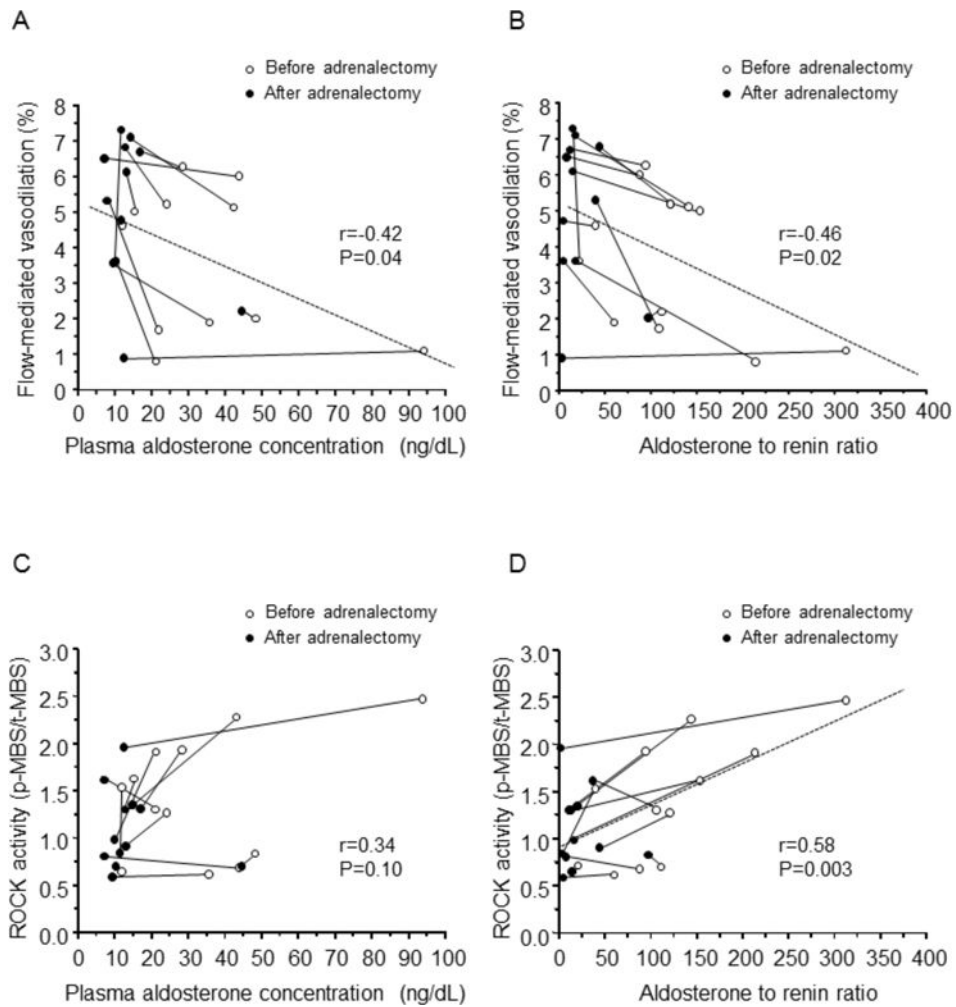 A
Before adrenalectomy
After adrenalectomy
Flow-mediated vasodilation (%)
8
7
6
5
4
3
2
1
0
r=-0.42
P=0.04
0 10 20 30 40 50 60 70 80 90 100
Plasma aldosterone concentration (ng/dL)
B
Before adrenalectomy
After adrenalectomy
Flow-mediated vasodilation (%)
8
7
6
5
4
3
2
1
0
r=-0.46
P=0.02
0 50 100 150 200 250 300 350 400
Aldosterone to renin ratio
C
Before adrenalectomy
After adrenalectomy
ROCK activity (p-MBS/t-MBS)
3.0
2.5
2.0
1.5
1.0
0.5
0.0
r=0.34
P=0.10
0 10 20 30 40 50 60 70 80 90 100
Plasma aldosterone concentration (ng/dL)
D
Before adrenalectomy
After adrenalectomy
ROCK activity (p-MBS/t-MBS)
3.0
2.5
2.0
1.5
1.0
0.5
0.0
r=0.58
P=0.003
0 50 100 150 200 250 300 350 400
Aldosterone to renin ratio